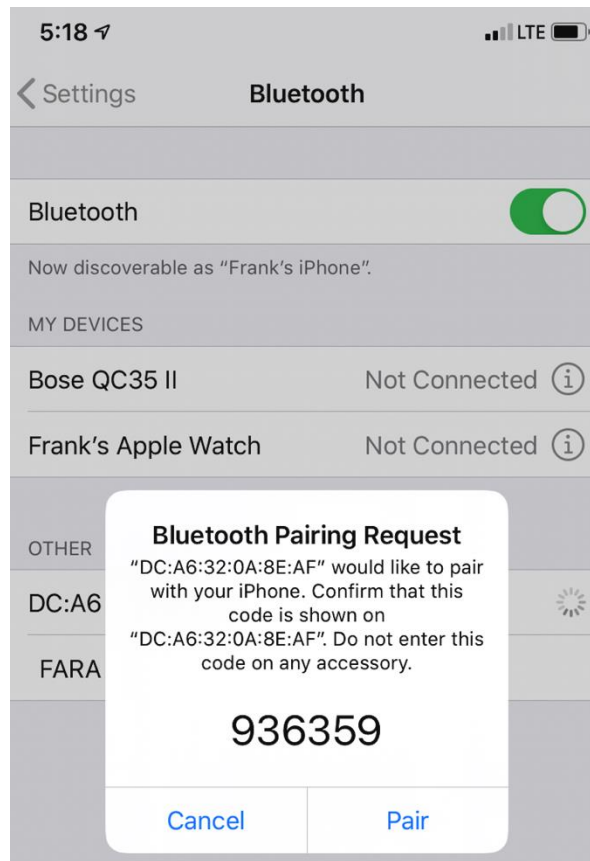 5:18
LTE
Settings
Bluetooth
Bluetooth
Now discoverable as “Frank’s iPhone”.
MY DEVICES
Bose QC35 II Not Connected
Frank’s Apple Watch Not Connected
OTHER
DC:A6
FARA
Bluetooth Pairing Request
“DC:A6:32:0A:8E:AF” would like to pair
with your iPhone. Confirm that this
code is shown on
“DC:A6:32:0A:8E:AF”. Do not enter this
code on any accessory.
936359
Cancel Pair